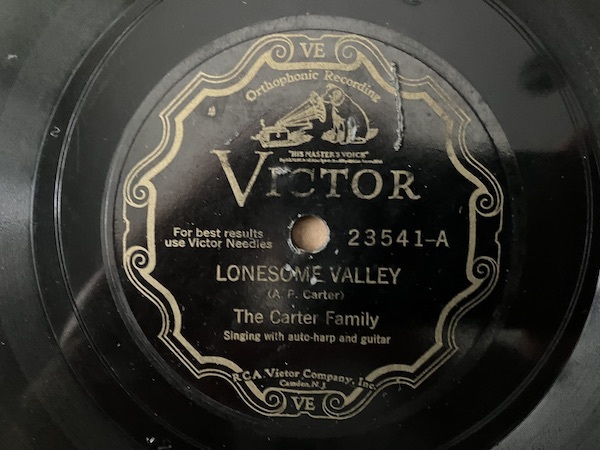 VE
Orthophonic Recording
"HIS MASTER'S VOICE"
VICTOR
For best results
use Victor Needles
23541-A
LONESOME VALLEY
(A. P. Carter)
The Carter Family
Singing with auto-harp and guitar
RCA Victor Company, Inc.
Camden, N. J.
VE